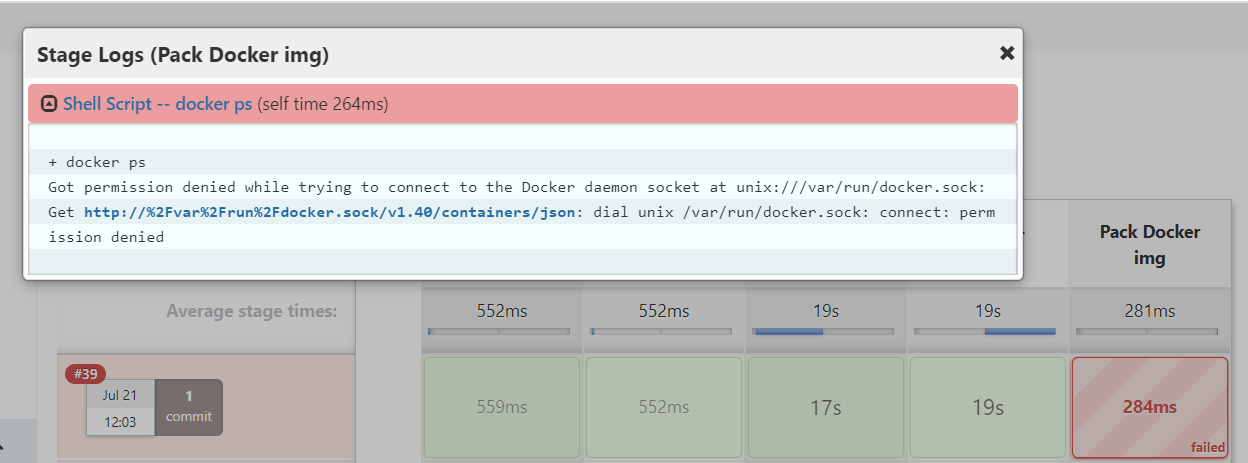 Stage Logs (Pack Docker img)
Shell Script -- docker ps (self time 264ms)
+ docker ps
Got permission denied while trying to connect to the Docker daemon socket at unix:///var/run/docker.sock:
Get http://%2Fvar%2Frun%2Fdocker.sock/v1.40/containers/json: dial unix /var/run/docker.sock: connect: perm
ission denied
Pack Docker
img
Average stage times:
552ms
552ms
19s
19s
281ms
#39
Jul 21
12:03
1
commit
559ms
552ms
17s
19s
284ms
failed